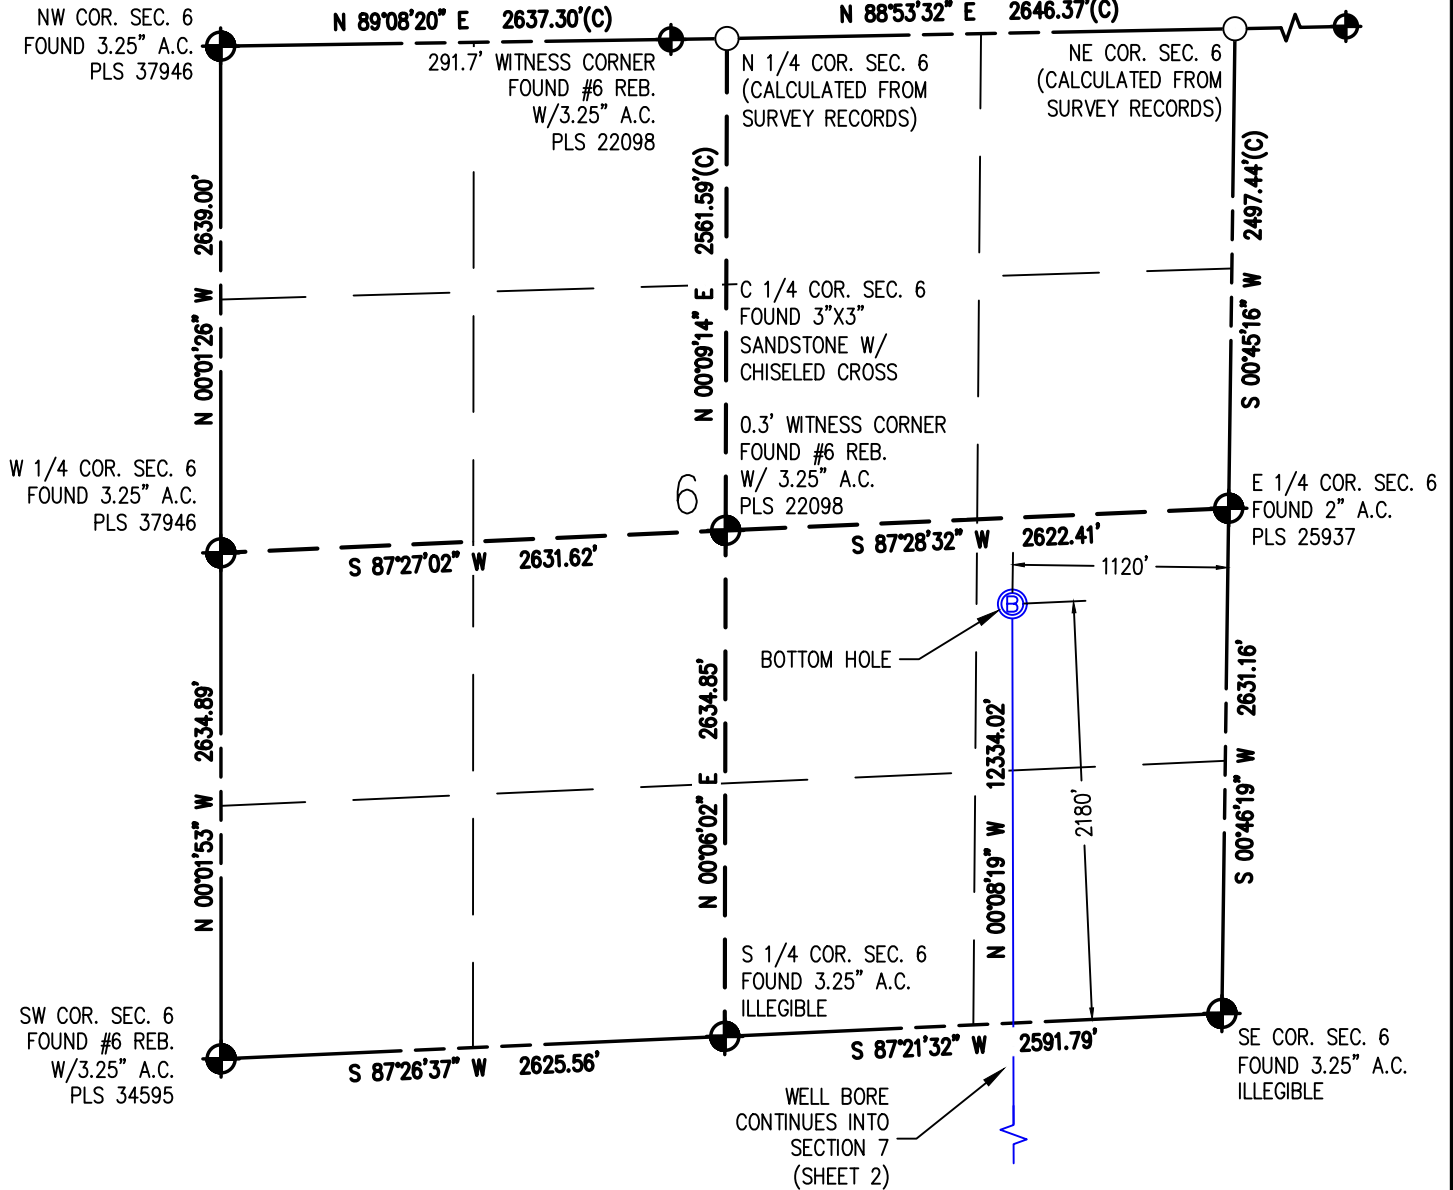 NW COR. SEC. 6
FOUND 3.25" A.C.
PLS 37946
N 89°08'20" E 2637.30'(C)
N 88°53'32" E 2646.37'(C)
291.7' WITNESS CORNER
FOUND #6 REB.
W/3.25" A.C.
PLS 22098
N 1/4 COR. SEC. 6
(CALCULATED FROM
SURVEY RECORDS)
NE COR. SEC. 6
(CALCULATED FROM
SURVEY RECORDS)
N 00°01'26" W 2639.00'
N 00°09'14" E 2561.59'(C)
S 00°45'16" W 2497.44'(C)
C 1/4 COR. SEC. 6
FOUND 3"X3"
SANDSTONE W/
CHISELED CROSS
0.3' WITNESS CORNER
FOUND #6 REB.
W/ 3.25" A.C.
PLS 22098
6
W 1/4 COR. SEC. 6
FOUND 3.25" A.C.
PLS 37946
E 1/4 COR. SEC. 6
FOUND 2" A.C.
PLS 25937
S 87°27'02" W 2631.62'
S 87°28'32" W 2622.41'
1120'
B
BOTTOM HOLE
N 00°01'53" W 2634.89'
N 00°06'02" E 2634.85'
N 00°08'19" W 12334.02'
2180'
S 00°46'19" W 2631.16'
S 1/4 COR. SEC. 6
FOUND 3.25" A.C.
ILLEGIBLE
SW COR. SEC. 6
FOUND #6 REB.
W/3.25" A.C.
PLS 34595
S 87°26'37" W 2625.56'
S 87°21'32" W 2591.79'
SE COR. SEC. 6
FOUND 3.25" A.C.
ILLEGIBLE
WELL BORE
CONTINUES INTO
SECTION 7
(SHEET 2)